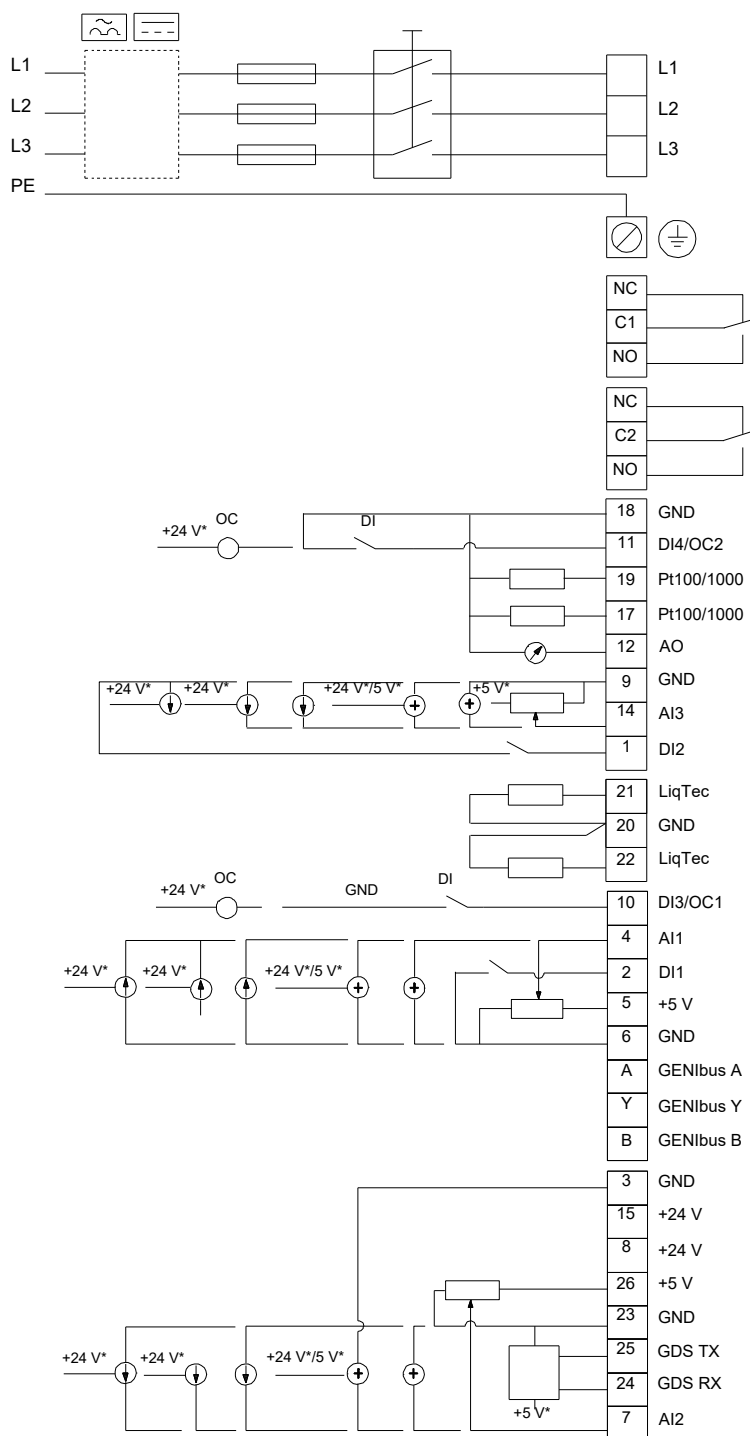 L1 L1
L2 L2
L3 L3
PE
NC
C1
NO
NC
C2
NO
18 GND
+24 V* OC DI 11 DI4/OC2
19 Pt100/1000
17 Pt100/1000
12 AO
9 GND
+24 V* +24 V* +24 V*/5 V* +5 V*
14 AI3
1 DI2
21 LiqTec
20 GND
22 LiqTec
+24 V* OC GND DI 10 DI3/OC1
4 AI1
+24 V* +24 V* +24 V*/5 V* 2 DI1
5 +5 V
6 GND
A GENIbus A
Y GENIbus Y
B GENIbus B
3 GND
15 +24 V
8 +24 V
26 +5 V
23 GND
+24 V* +24 V* +24 V*/5 V* 25 GDS TX
24 GDS RX
+5 V*
7 AI2